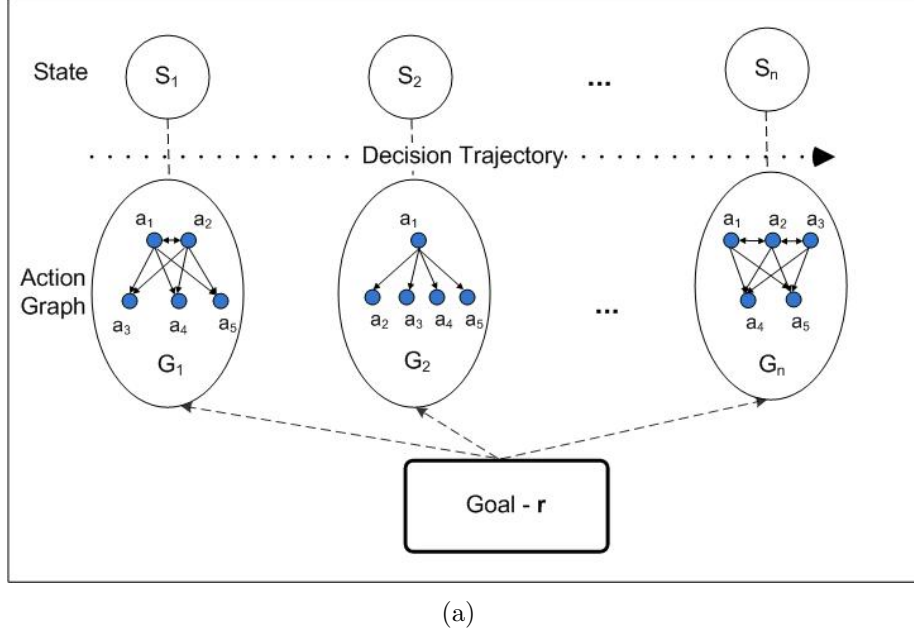 State S₁ S₂ ... Sₙ
Decision Trajectory
a₁ a₂ a₁ a₁ a₂ a₃
Action
Graph
...
a₃ a₄ a₅ a₂ a₃ a₄ a₅ a₄ a₅
G₁ G₂ Gₙ
Goal - r
(a)